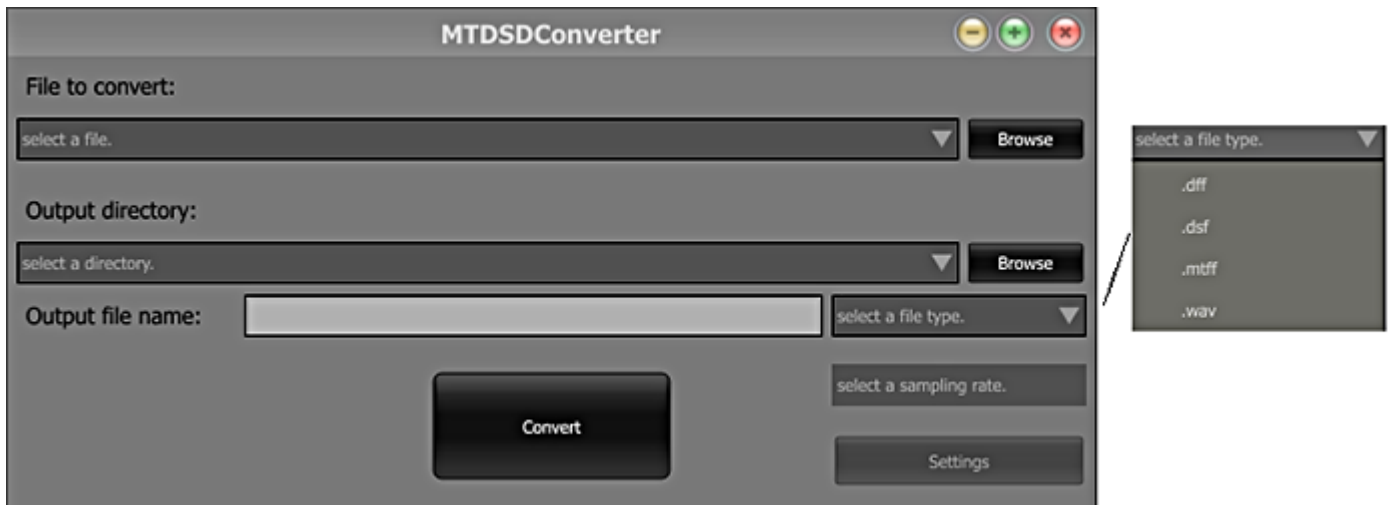 MTDSDConverter
File to convert:
select a file.
Browse
Output directory:
select a directory.
Browse
Output file name:
select a file type.
select a sampling rate.
Convert
Settings
select a file type.
.dff
.dsf
.mtff
.wav